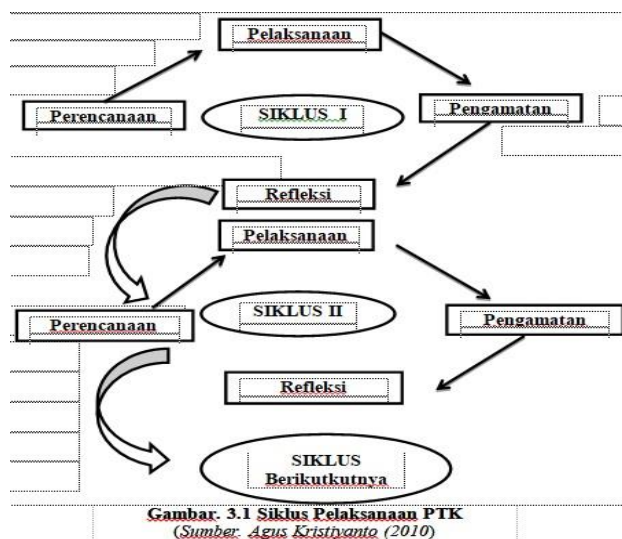 Pelaksanaan
Perencanaan
SIKLUS I
Pengamatan
Refleksi
Pelaksanaan
Perencanaan
SIKLUS II
Pengamatan
Refleksi
SIKLUS
Berikutkutnya
Gambar. 3.1 Siklus Pelaksanaan PTK
(Sumber Agus Kristiyanto (2010)